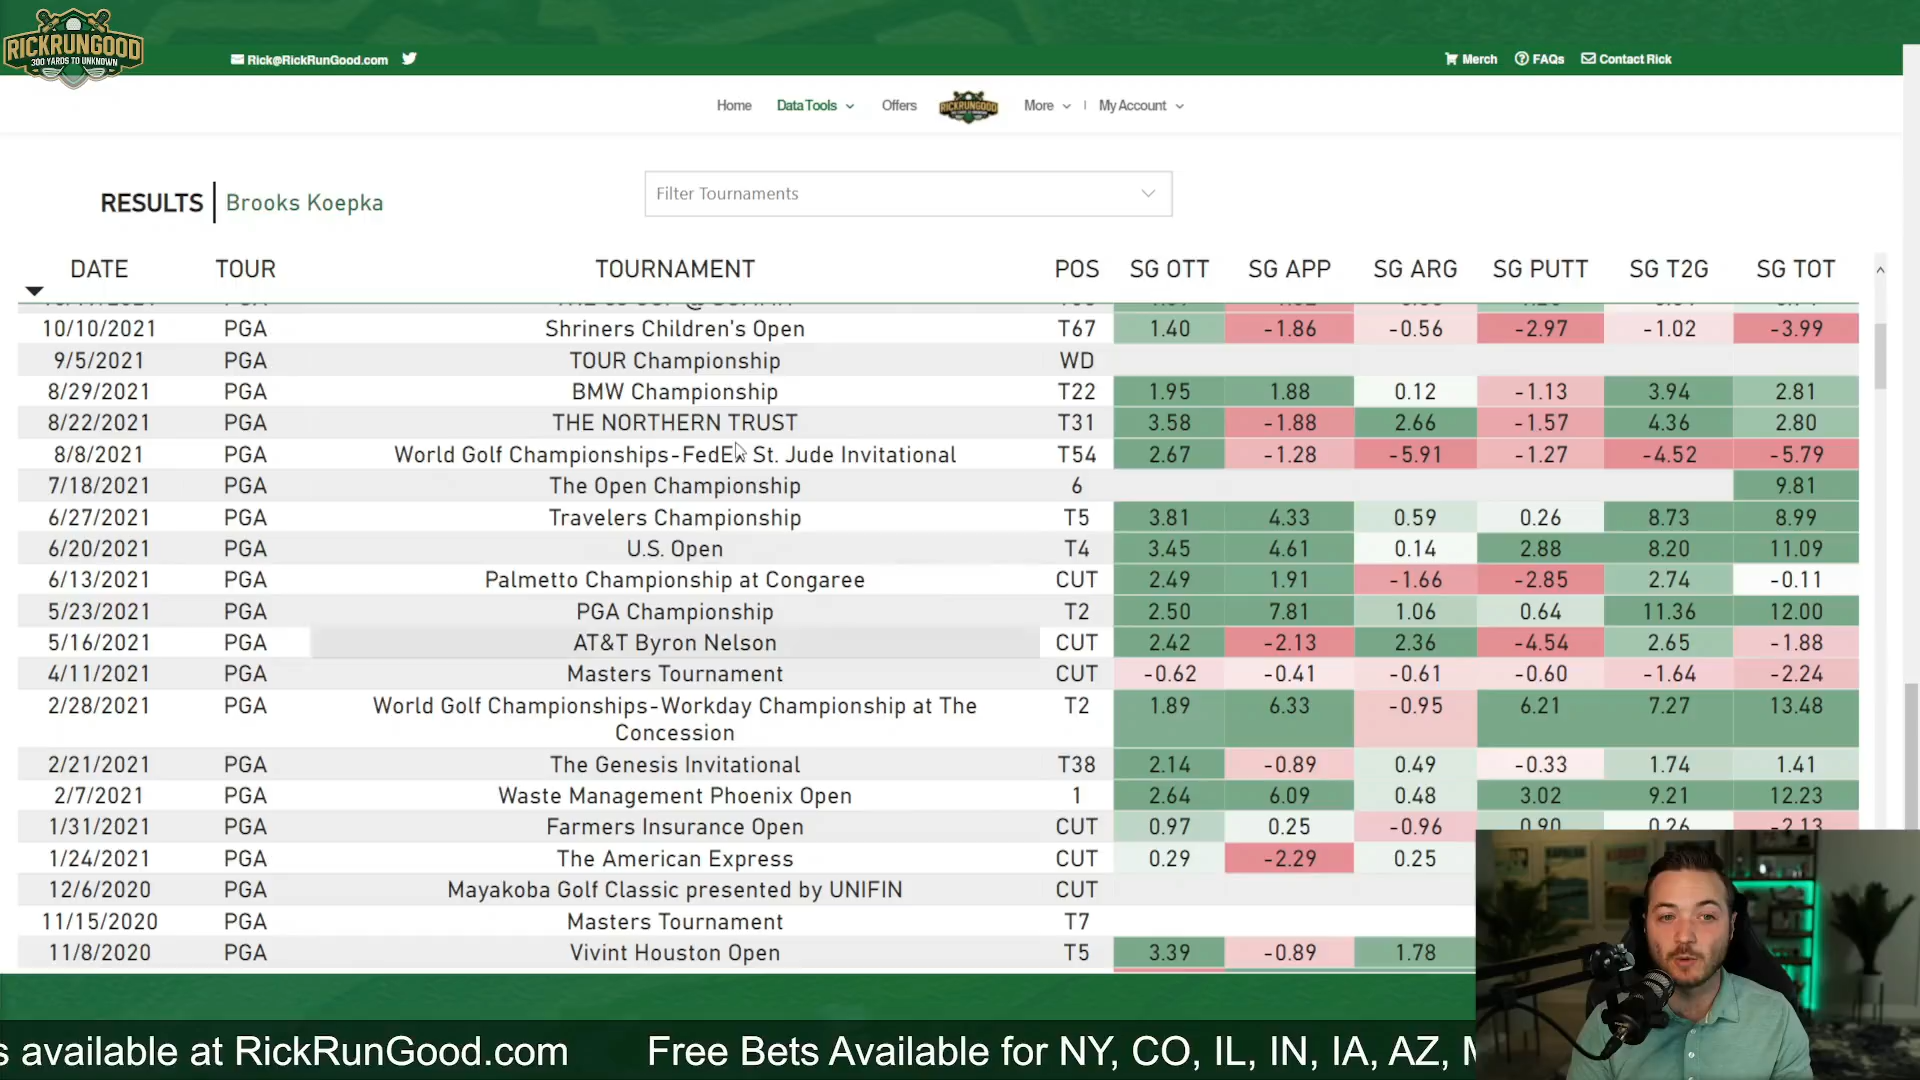 RICKRUNGOOD
300 YARDS TO UNKNOWN
Rick@RickRunGood.com
Merch FAQs Contact Rick
Home Data Tools Offers RICKRUNGOOD More My Account
RESULTS Brooks Koepka
Filter Tournaments
DATE TOUR TOURNAMENT POS SG OTT SG APP SG ARG SG PUTT SG T2G SG TOT
10/10/2021 PGA Shriners Children's Open T67 1.40 -1.86 -0.56 -2.97 -1.02 -3.99
9/5/2021 PGA TOUR Championship WD
8/29/2021 PGA BMW Championship T22 1.95 1.88 0.12 -1.13 3.94 2.81
8/22/2021 PGA THE NORTHERN TRUST T31 3.58 -1.88 2.66 -1.57 4.36 2.80
8/8/2021 PGA World Golf Championships-FedEx St. Jude Invitational T54 2.67 -1.28 -5.91 -1.27 -4.52 -5.79
7/18/2021 PGA The Open Championship 6 9.81
6/27/2021 PGA Travelers Championship T5 3.81 4.33 0.59 0.26 8.73 8.99
6/20/2021 PGA U.S. Open T4 3.45 4.61 0.14 2.88 8.20 11.09
6/13/2021 PGA Palmetto Championship at Congaree CUT 2.49 1.91 -1.66 -2.85 2.74 -0.11
5/23/2021 PGA PGA Championship T2 2.50 7.81 1.06 0.64 11.36 12.00
5/16/2021 PGA AT&T Byron Nelson CUT 2.42 -2.13 2.36 -4.54 2.65 -1.88
4/11/2021 PGA Masters Tournament CUT -0.62 -0.41 -0.61 -0.60 -1.64 -2.24
2/28/2021 PGA World Golf Championships-Workday Championship at The T2 1.89 6.33 -0.95 6.21 7.27 13.48
Concession
2/21/2021 PGA The Genesis Invitational T38 2.14 -0.89 0.49 -0.33 1.74 1.41
2/7/2021 PGA Waste Management Phoenix Open 1 2.64 6.09 0.48 3.02 9.21 12.23
1/31/2021 PGA Farmers Insurance Open CUT 0.97 0.25 -0.96 0.90 0.26 -2.13
1/24/2021 PGA The American Express CUT 0.29 -2.29 0.25
12/6/2020 PGA Mayakoba Golf Classic presented by UNIFIN CUT
11/15/2020 PGA Masters Tournament T7
11/8/2020 PGA Vivint Houston Open T5 3.39 -0.89 1.78
s available at RickRunGood.com Free Bets Available for NY, CO, IL, IN, IA, AZ,